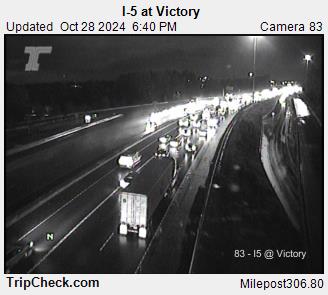 I-5 at Victory
Updated Oct 28 2024 6:40 PM Camera 83
T
N
83 - I5 @ Victory
TripCheck.com Milepost306.80